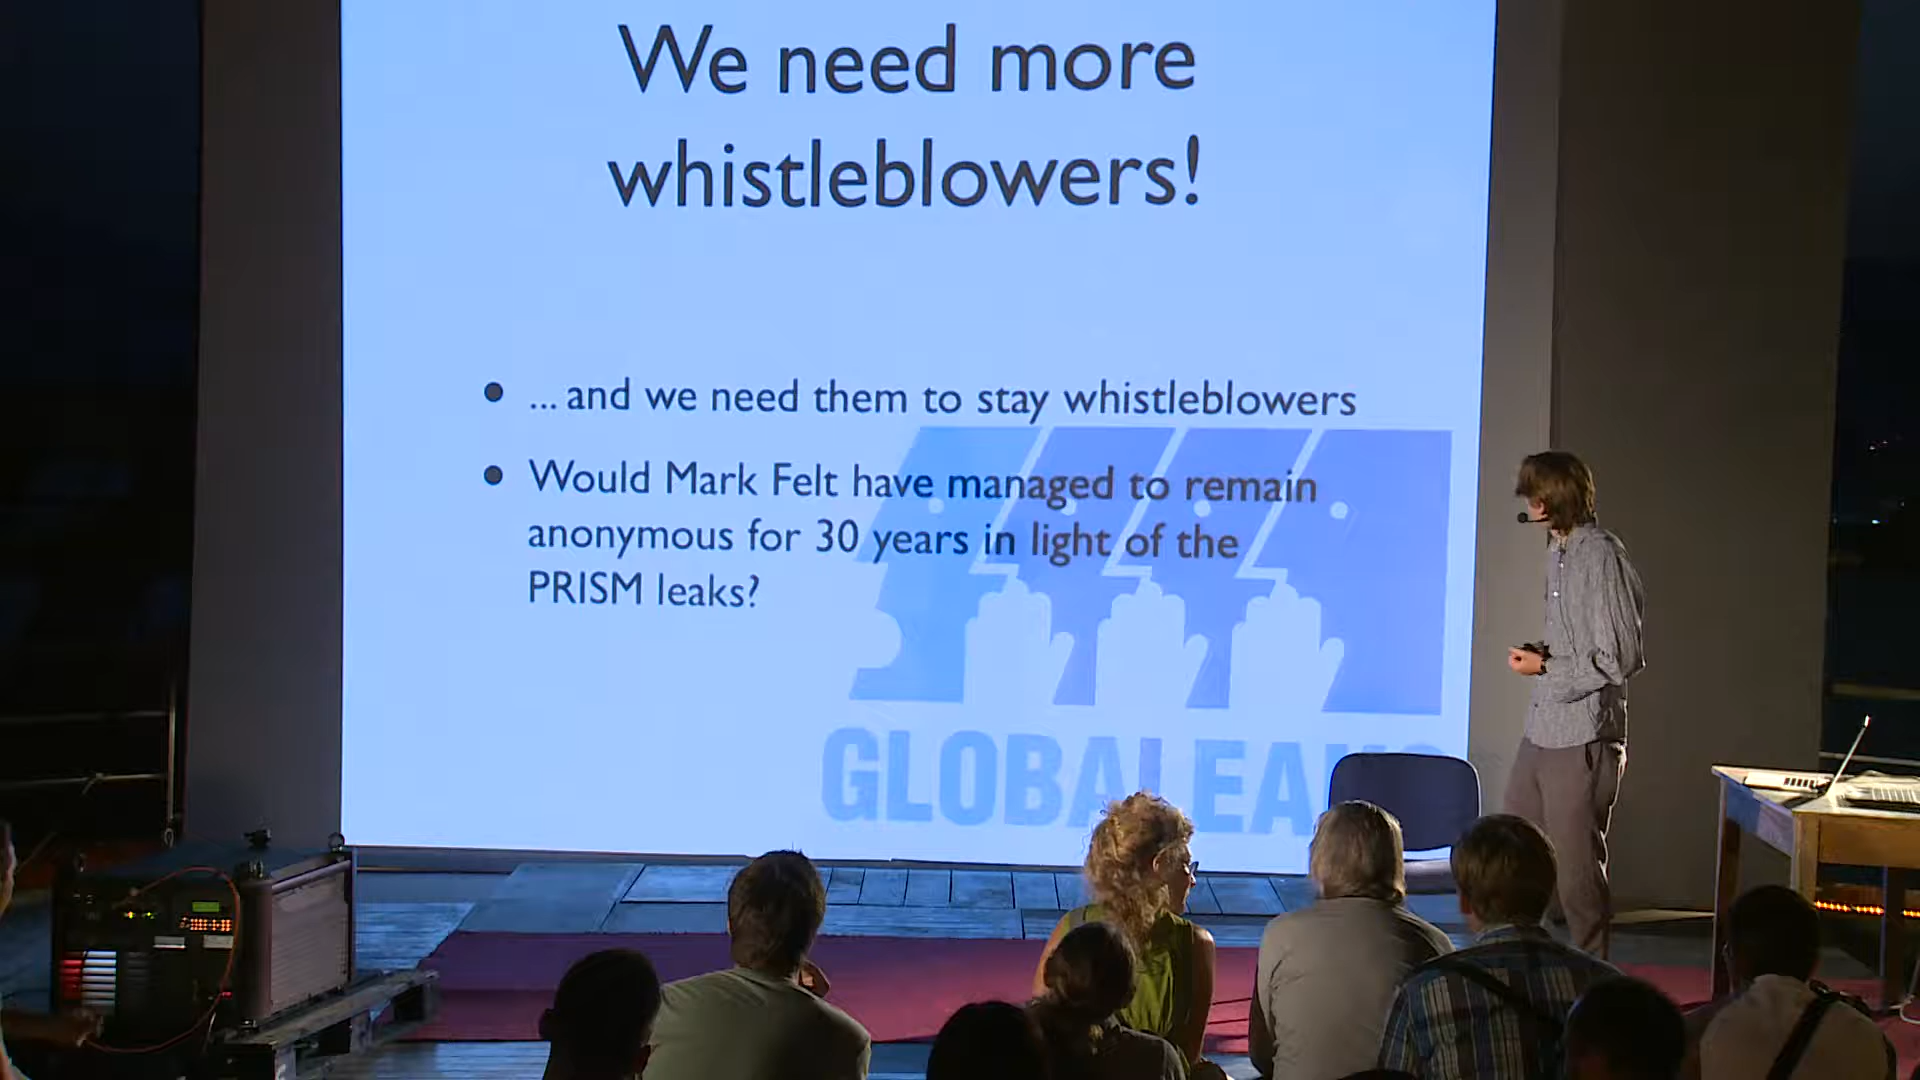 We need more
whistleblowers!
• ... and we need them to stay whistleblowers
• Would Mark Felt have managed to remain
anonymous for 30 years in light of the
PRISM leaks?
GLOBALEAKS